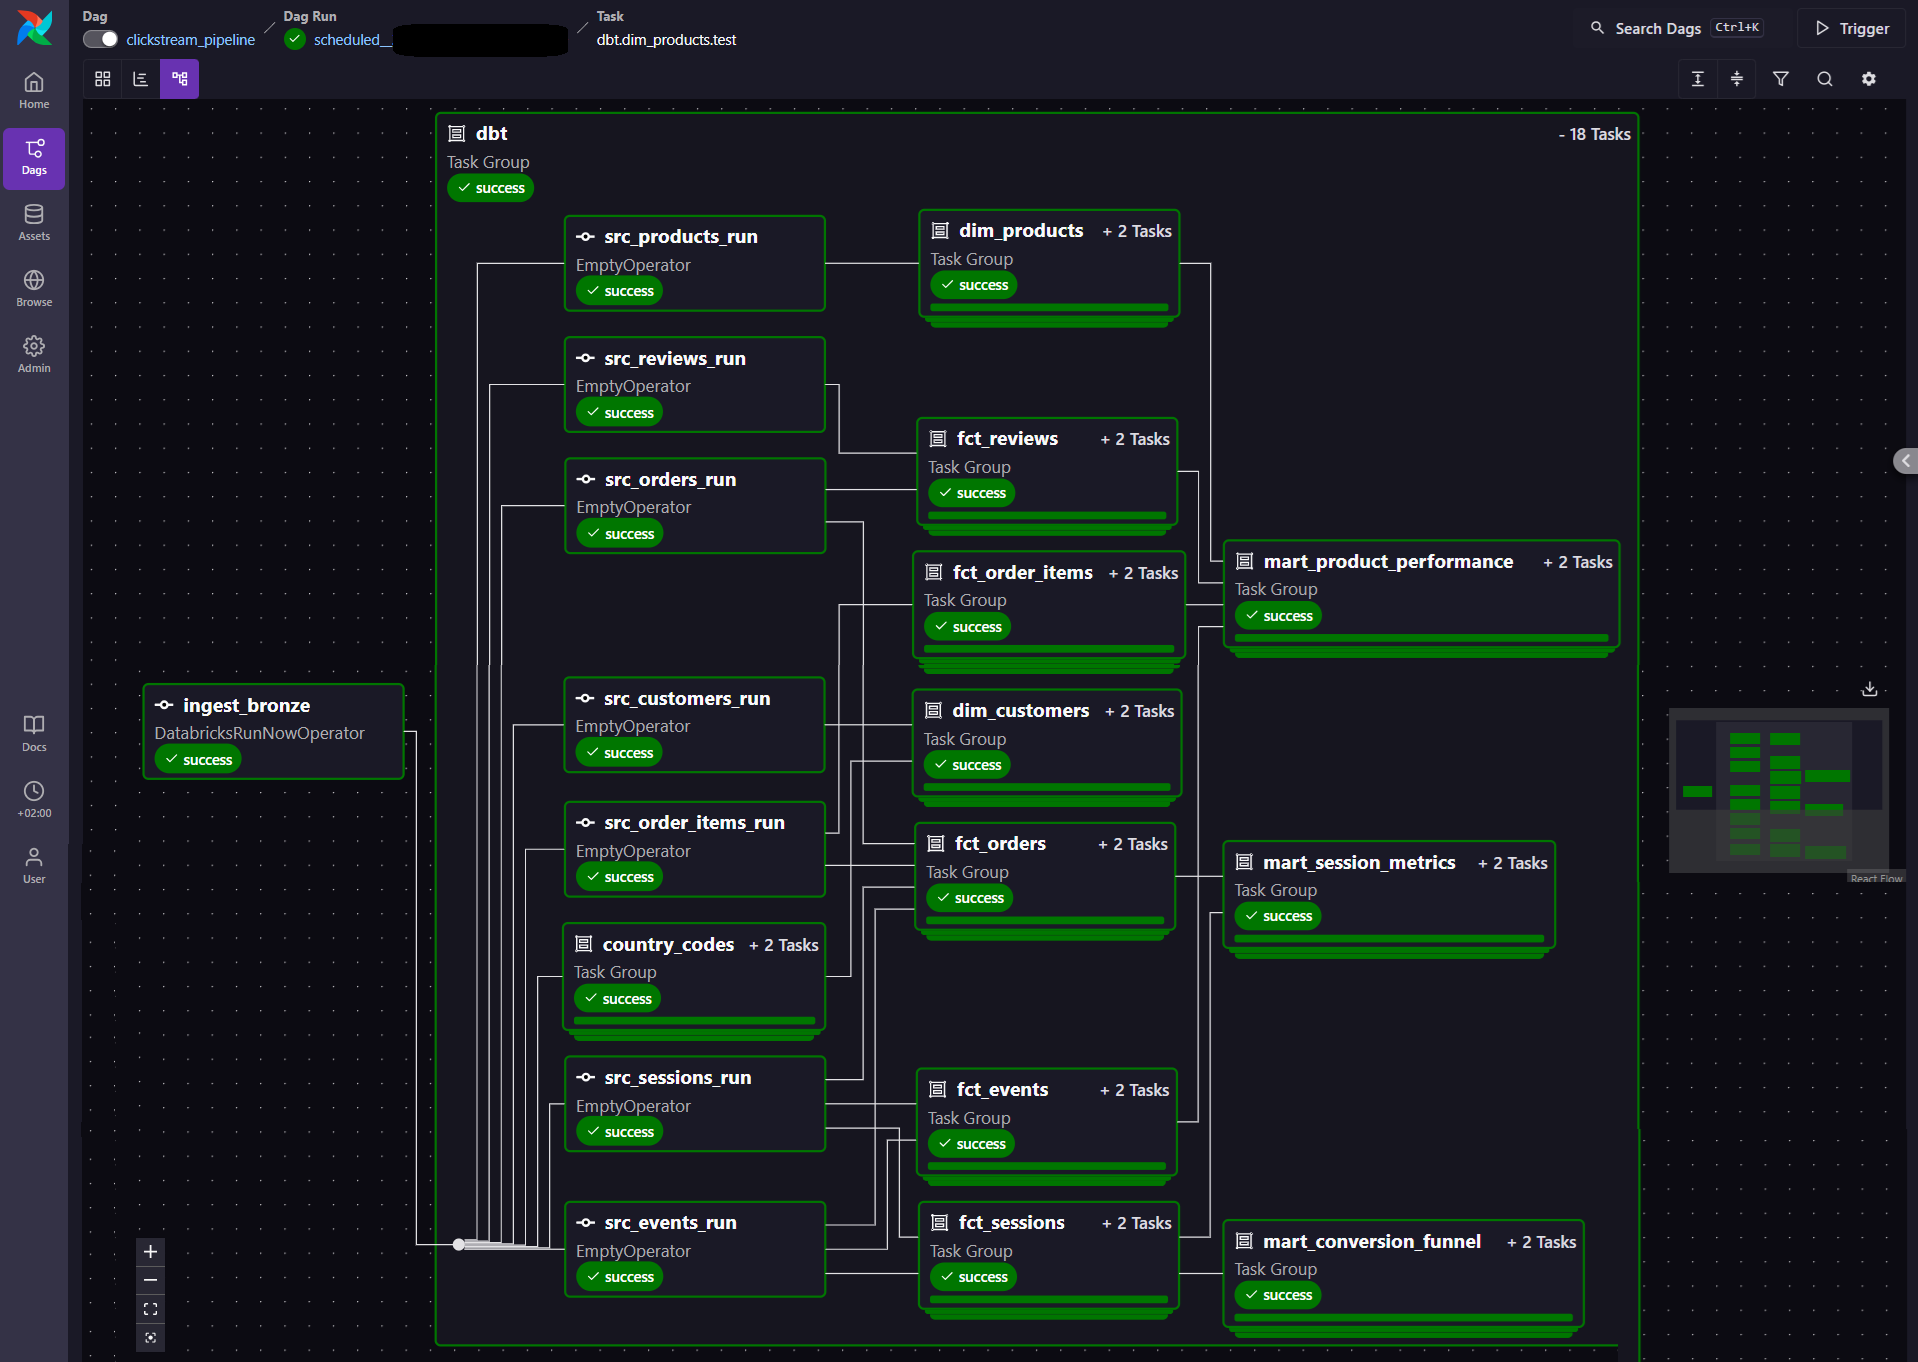 Dag
clickstream_pipeline
Dag Run
scheduled__
Task
dbt.dim_products.test
Search Dags Ctrl+K
Trigger
Home
Dags
Assets
Browse
Admin
Docs
+02:00
User
dbt
- 18 Tasks
Task Group
success
src_products_run
EmptyOperator
success
dim_products + 2 Tasks
Task Group
success
src_reviews_run
EmptyOperator
success
fct_reviews + 2 Tasks
Task Group
success
src_orders_run
EmptyOperator
success
fct_order_items + 2 Tasks
Task Group
success
mart_product_performance + 2 Tasks
Task Group
success
ingest_bronze
DatabricksRunNowOperator
success
src_customers_run
EmptyOperator
success
dim_customers + 2 Tasks
Task Group
success
src_order_items_run
EmptyOperator
success
fct_orders + 2 Tasks
Task Group
success
mart_session_metrics + 2 Tasks
Task Group
success
country_codes + 2 Tasks
Task Group
success
src_sessions_run
EmptyOperator
success
fct_events + 2 Tasks
Task Group
success
src_events_run
EmptyOperator
success
fct_sessions + 2 Tasks
Task Group
success
mart_conversion_funnel + 2 Tasks
Task Group
success
React Flow